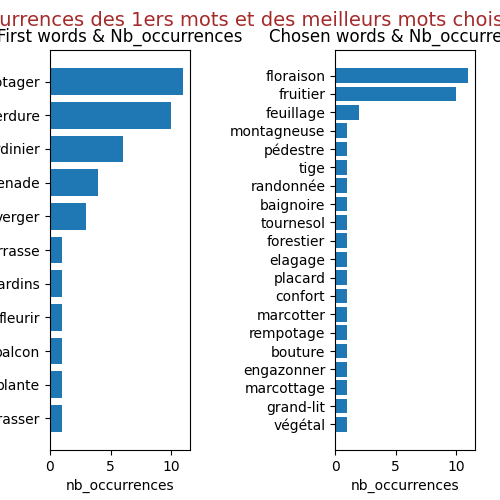 urrences des 1ers mots et des meilleurs mots chois
First words & Nb_occurrences
otager
erdure
dinier
enade
verger
rrasse
ardins
fleurir
balcon
plante
rasser
0 5 10
nb_occurrences
Chosen words & Nb_occurre
floraison
fruitier
feuillage
montagneuse
pédestre
tige
randonnée
baignoire
tournesol
forestier
elagage
placard
confort
marcotter
rempotage
bouture
engazonner
marcottage
grand-lit
végétal
0 5 10
nb_occurrences